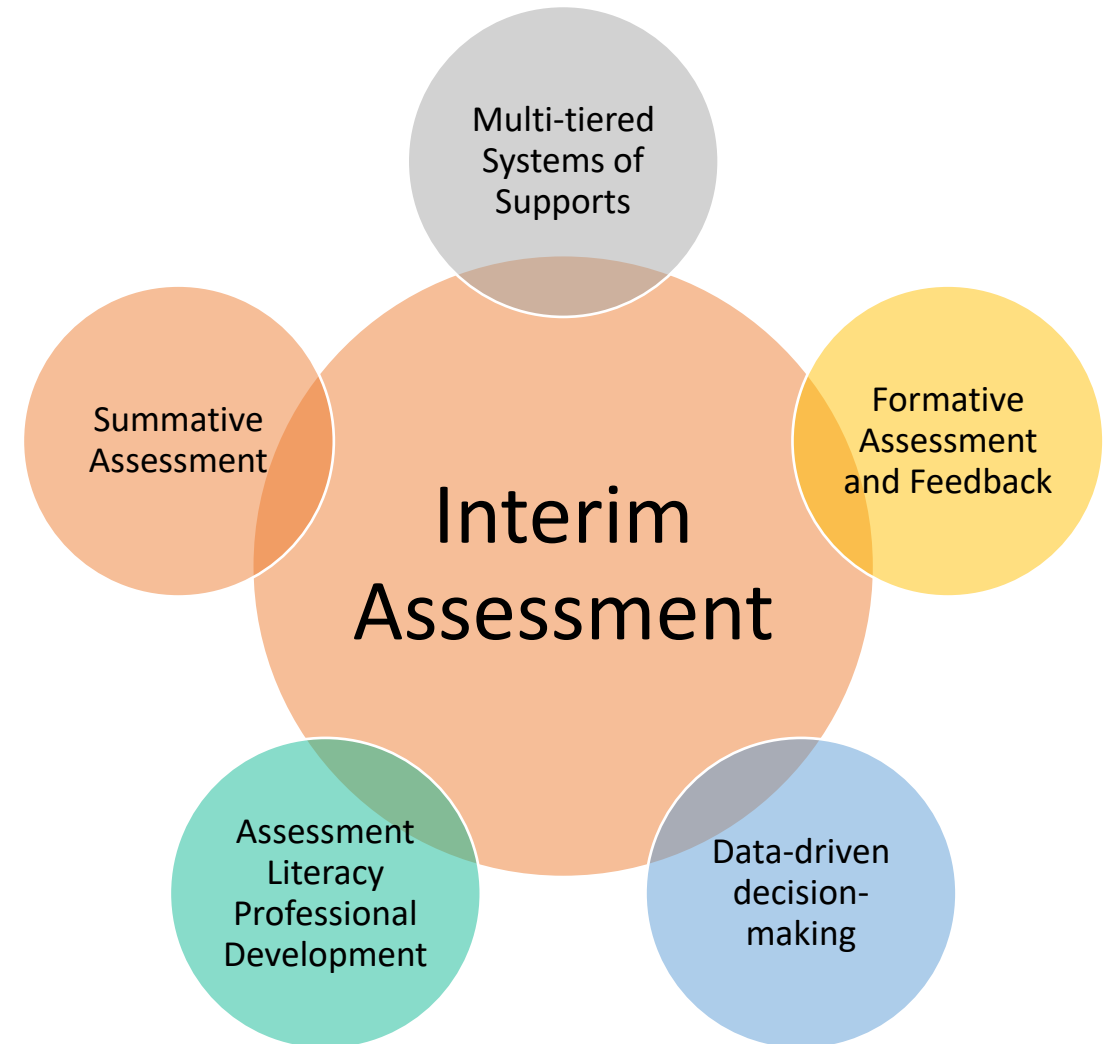 Multi-tiered
Systems of
Supports
Summative
Assessment
Formative
Assessment
and Feedback
Interim
Assessment
Assessment
Literacy
Professional
Development
Data-driven
decision-
making